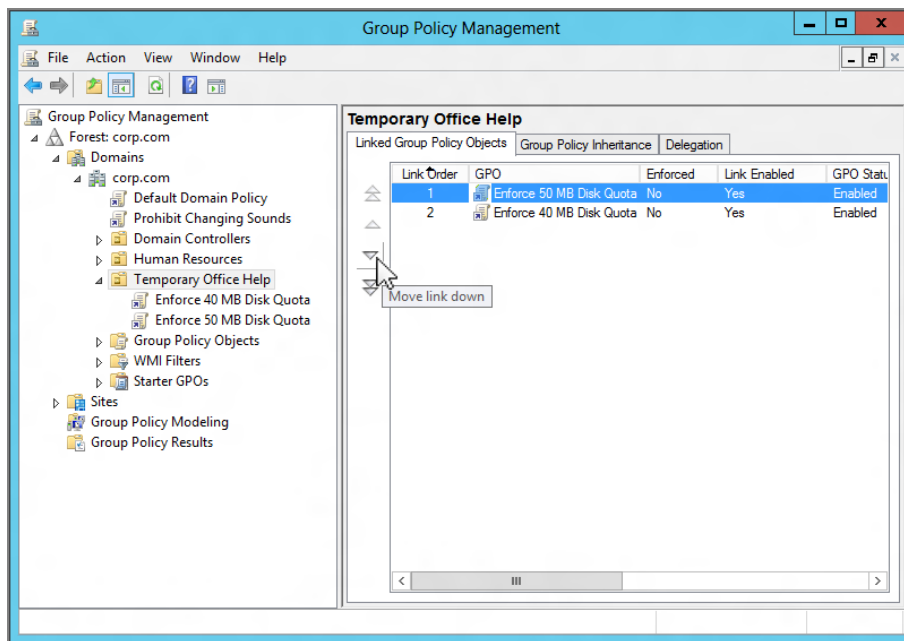 Group Policy Management
File Action View Window Help
Group Policy Management
Forest: corp.com
Domains
corp.com
Default Domain Policy
Prohibit Changing Sounds
Domain Controllers
Human Resources
Temporary Office Help
Enforce 40 MB Disk Quota
Enforce 50 MB Disk Quota
Group Policy Objects
WMI Filters
Starter GPOs
Sites
Group Policy Modeling
Group Policy Results
Temporary Office Help
Linked Group Policy Objects Group Policy Inheritance Delegation
Link Order GPO Enforced Link Enabled GPO Statu
1 Enforce 50 MB Disk Quota No Yes Enabled
2 Enforce 40 MB Disk Quota No Yes Enabled
Move link down